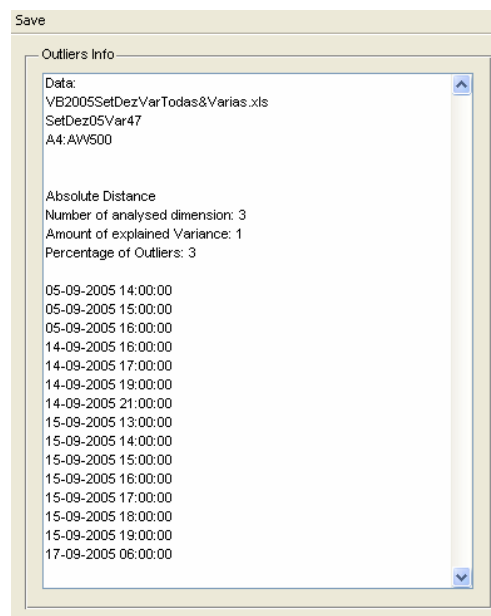 Save
Outliers Info
Data:
VB2005SetDezVarTodas&Varias.xls
SetDez05Var47
A4:AW500
Absolute Distance
Number of analysed dimension: 3
Amount of explained Variance: 1
Percentage of Outliers: 3
05-09-2005 14:00:00
05-09-2005 15:00:00
05-09-2005 16:00:00
14-09-2005 16:00:00
14-09-2005 17:00:00
14-09-2005 19:00:00
14-09-2005 21:00:00
15-09-2005 13:00:00
15-09-2005 14:00:00
15-09-2005 15:00:00
15-09-2005 16:00:00
15-09-2005 17:00:00
15-09-2005 18:00:00
15-09-2005 19:00:00
17-09-2005 06:00:00